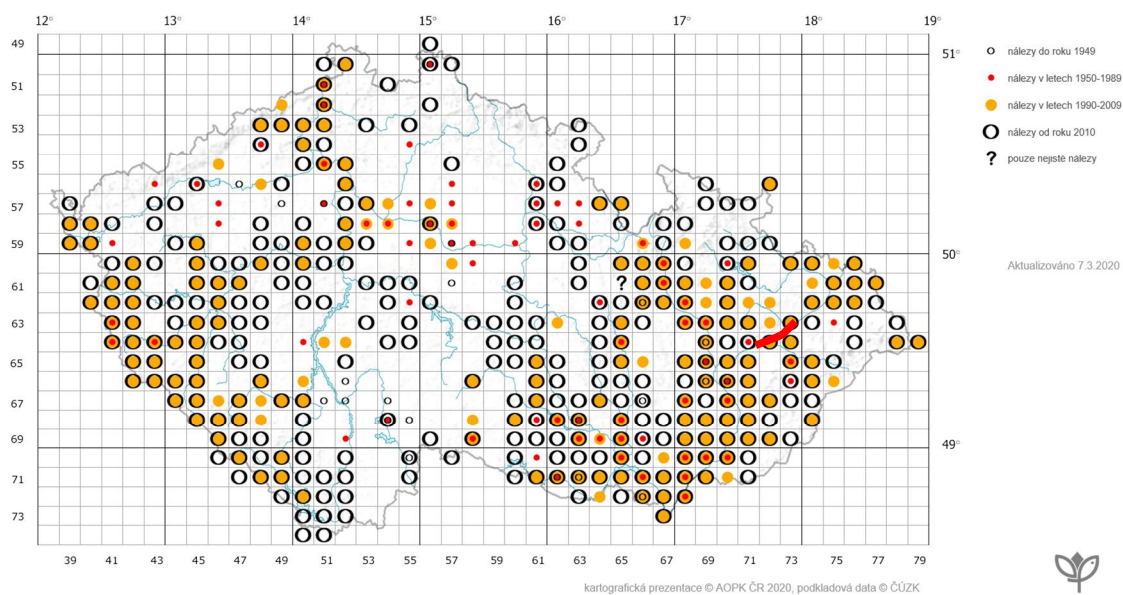 12° 13° 14° 15° 16° 17° 18° 19°
49
51°
51
53
55
57
59
50°
61
63
65
67
69
49°
71
73
39 41 43 45 47 49 51 53 55 57 59 61 63 65 67 69 71 73 75 77 79
nálezy do roku 1949
nálezy v letech 1950-1989
nálezy v letech 1990-2009
nálezy od roku 2010
? pouze nejisté nálezy
?
Aktualizováno 7.3.2020
kartografická prezentace © AOPK ČR 2020, podkladová data © ČÚZK